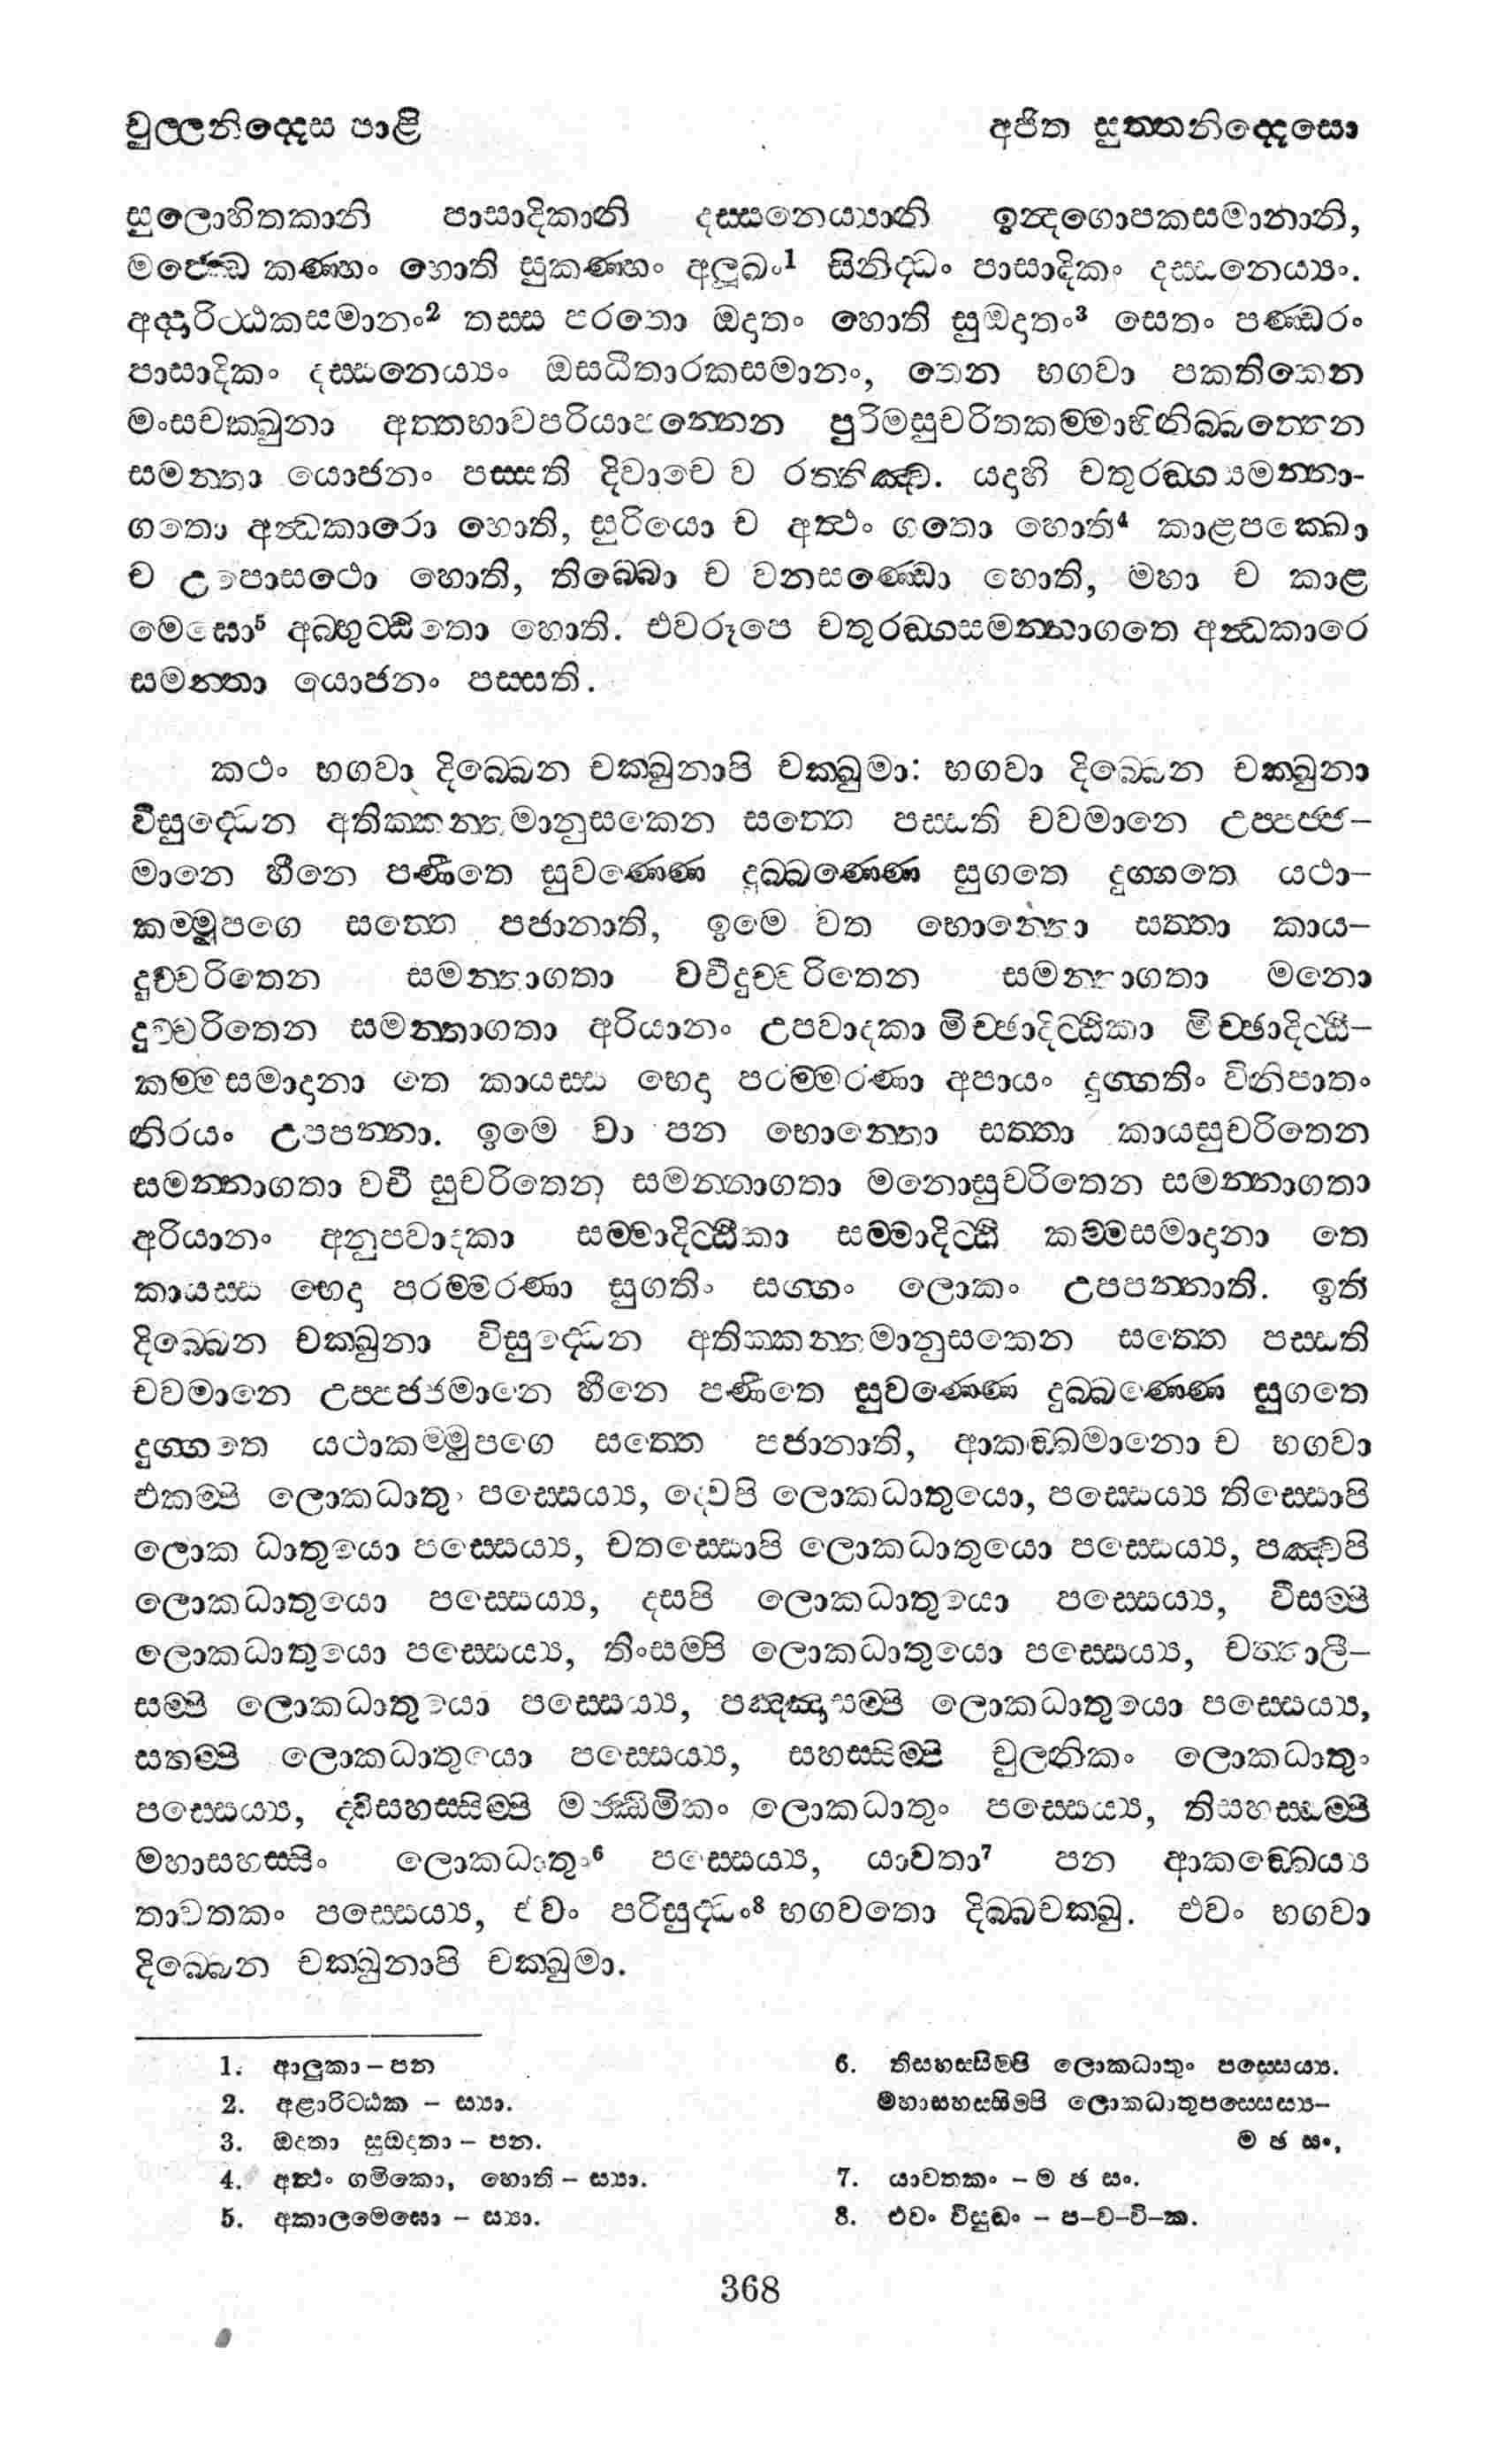 චුල්ලනිද්දෙස පාළි
අජිත සුත්තනිද්දෙසො
සුලොහිතකානි පාසාදිකානි දස්සනෙය්‍යානි ඉන්දගොපකසමානානි,
මජ්ඣෙ කණ්හං හොති සුකණ්හං අලූඛං1 සිනිද්ධං පාසාදිකං දස්සනෙය්‍යං.
අද්දාරිට්ඨකසමානං2 තස්ස පරතො ඔදාතං හොති සුඔදාතං3 සෙතං පණ්ඩරං
පාසාදිකං දස්සනෙය්‍යං ඔසධීතාරකසමානං, තෙන භගවා පකතිකෙන
මංසචක්ඛුනා අත්තභාවපරියාපන්නෙන පුරිමසුචරිතකම්මාභිනිබ්බත්තෙන
සමන්තා යොජනං පස්සති දිවාචෙ ව රත්තිඤ්ච. යදාහි චතුරඞ්ගසමන්නා-
ගතො අන්ධකාරො හොති, සුරියො ච අත්ථං ගතො හොති4 කාළපක්ඛො
ච උපොසථො හොති, තිබ්බො ච වනසණ්ඩො හොති, මහා ච කාළ
මෙඝො5 අබ්භුට්ඨිතො හොති. එවරූපෙ චතුරඞ්ගසමන්නාගතෙ අන්ධකාරෙ
සමන්තා යොජනං පස්සති.
කථං භගවා දිබ්බෙන චක්ඛුනාපි චක්ඛුමා: භගවා දිබ්බෙන චක්ඛුනා
විසුද්ධෙන අතික්කන්තමානුසකෙන සත්තෙ පස්සති චවමානෙ උප්පජ්ජ-
මානෙ හීනෙ පණීතෙ සුවණ්ණෙ දුබ්බණ්ණෙ සුගතෙ දුග්ගතෙ යථා-
කම්මූපගෙ සත්තෙ පජානාති, ඉමෙ වත භොන්තො සත්තා කාය-
දුච්චරිතෙන සමන්නාගතා වචීදුච්චරිතෙන සමන්නාගතා මනො
දුච්චරිතෙන සමන්නාගතා අරියානං උපවාදකා මිච්ඡාදිට්ඨිකා මිච්ඡාදිට්ඨි-
කම්මසමාදානා තෙ කායස්ස භෙදා පරම්මරණා අපායං දුග්ගතිං විනිපාතං
නිරයං උපපන්නා. ඉමෙ වා පන භොන්තො සත්තා කායසුචරිතෙන
සමන්නාගතා වචී සුචරිතෙන සමන්නාගතා මනොසුචරිතෙන සමන්නාගතා
අරියානං අනුපවාදකා සම්මාදිට්ඨිකා සම්මාදිට්ඨි කම්මසමාදානා තෙ
කායස්ස භෙදා පරම්මරණා සුගතිං සග්ගං ලොකං උපපන්නාති. ඉති
දිබ්බෙන චක්ඛුනා විසුද්ධෙන අතික්කන්තමානුසකෙන සත්තෙ පස්සති
චවමානෙ උප්පජ්ජමානෙ හීනෙ පණීතෙ සුවණ්ණෙ දුබ්බණ්ණෙ සුගතෙ
දුග්ගතෙ යථාකම්මුපගෙ සත්තෙ පජානාති, ආකඞ්ඛමානො ච භගවා
එකම්පි ලොකධාතුං පස්සෙය්‍ය, ද්වෙපි ලොකධාතුයො, පස්සෙය්‍ය තිස්සොපි
ලොක ධාතුයො පස්සෙය්‍ය, චතස්සොපි ලොකධාතුයො පස්සෙය්‍ය, පඤ්චපි
ලොකධාතුයො පස්සෙය්‍ය, දසපි ලොකධාතුයො පස්සෙය්‍ය, වීසම්පි
ලොකධාතුයො පස්සෙය්‍ය, තිංසම්පි ලොකධාතුයො පස්සෙය්‍ය, චත්තාලී-
සම්පි ලොකධාතුයො පස්සෙය්‍ය, පඤ්ඤාසම්පි ලොකධාතුයො පස්සෙය්‍ය,
සතම්පි ලොකධාතුයො පස්සෙය්‍ය, සහස්සිම්පි චුලනිකං ලොකධාතුං
පස්සෙය්‍ය, ද්විසහස්සිම්පි මජ්ඣිමිකං ලොකධාතුං පස්සෙය්‍ය, තිසහස්සම්පි
මහාසහස්සිං ලොකධාතුං6 පස්සෙය්‍ය, යාවතා7 පන ආකඞ්ඛෙය්‍ය
තාවතකං පස්සෙය්‍ය, එවං පරිසුද්ධං8 භගවතො දිබ්බචක්ඛු. එවං භගවා
දිබ්බෙන චක්ඛුනාපි චක්ඛුමා.
1. ආලුකා – පන
2. අළාරිට්ඨක – ස්‍යා.
3. ඔදාතා සුඔදාතා – පන.
4. අත්ථං ගමිකො, හොති – ස්‍යා.
5. අකාලමෙඝො – ස්‍යා.
6. තිසහස්සිම්පි ලොකධාතුං පස්සෙය්‍ය.
මහාසහස්සිම්පි ලොකධාතුපස්සෙස්‍ය–
ම ඡ සං,
7. යාවතකං – ම ඡ සං.
8. එවං විසුඬං – ප–ව–වි–ක.
368